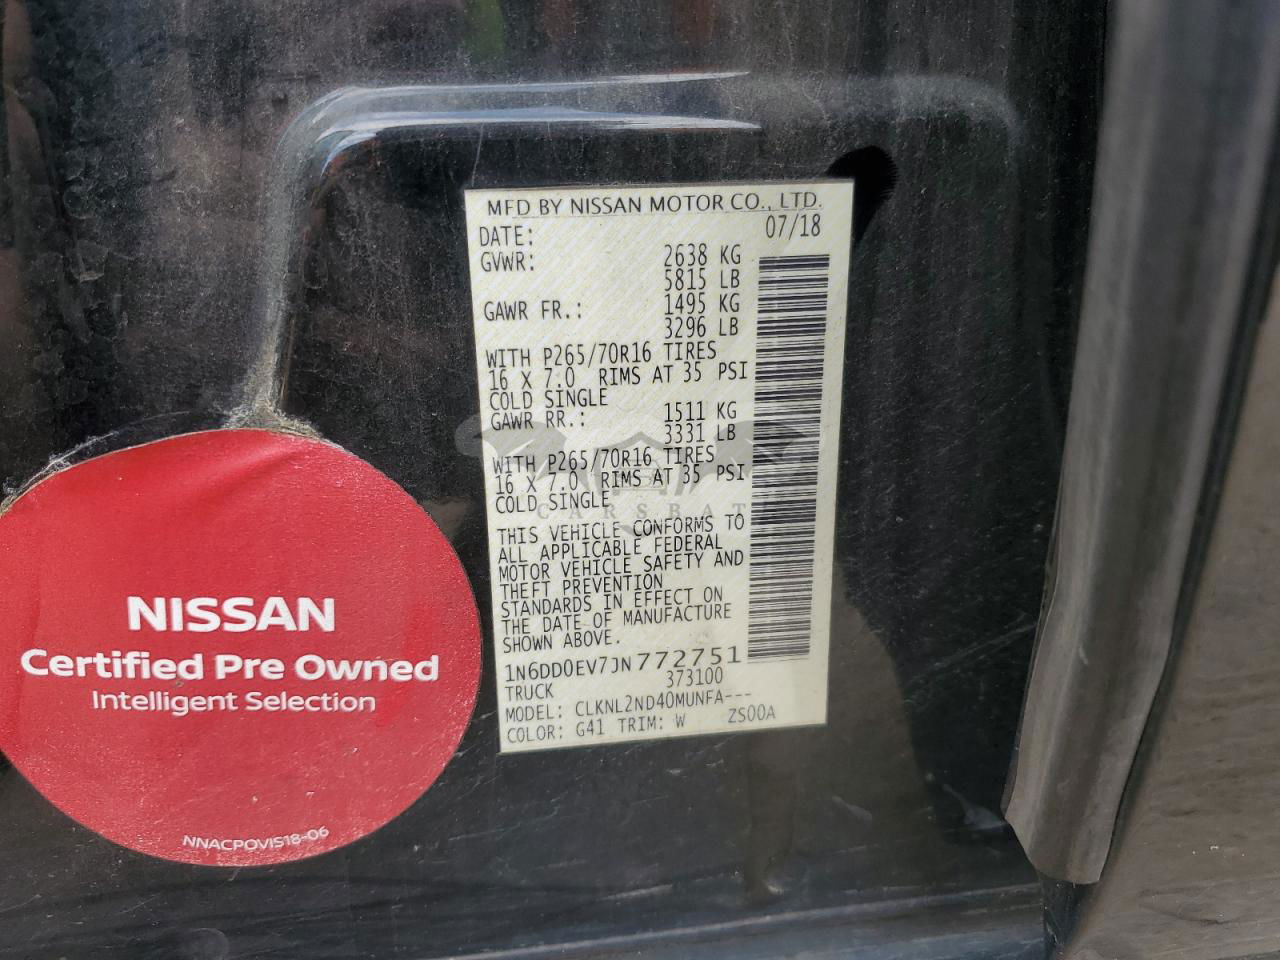 MFD BY NISSAN MOTOR CO., LTD.
DATE: 07/18
GVWR: 2638 KG
5815 LB
GAWR FR.: 1495 KG
3296 LB
WITH P265/70R16 TIRES
16 X 7.0 RIMS AT 35 PSI
COLD SINGLE
GAWR RR.: 1511 KG
3331 LB
WITH P265/70R16 TIRES
16 X 7.0 RIMS AT 35 PSI
COLD SINGLE
THIS VEHICLE CONFORMS TO
ALL APPLICABLE FEDERAL
MOTOR VEHICLE SAFETY AND
THEFT PREVENTION
STANDARDS IN EFFECT ON
THE DATE OF MANUFACTURE
SHOWN ABOVE.
1N6DD0EV7JN772751
TRUCK 373100
MODEL: CLKNL2ND40MUNFA---
COLOR: G41 TRIM: W ZS00A
NISSAN
Certified Pre Owned
Intelligent Selection
NNACPOVIS18-06